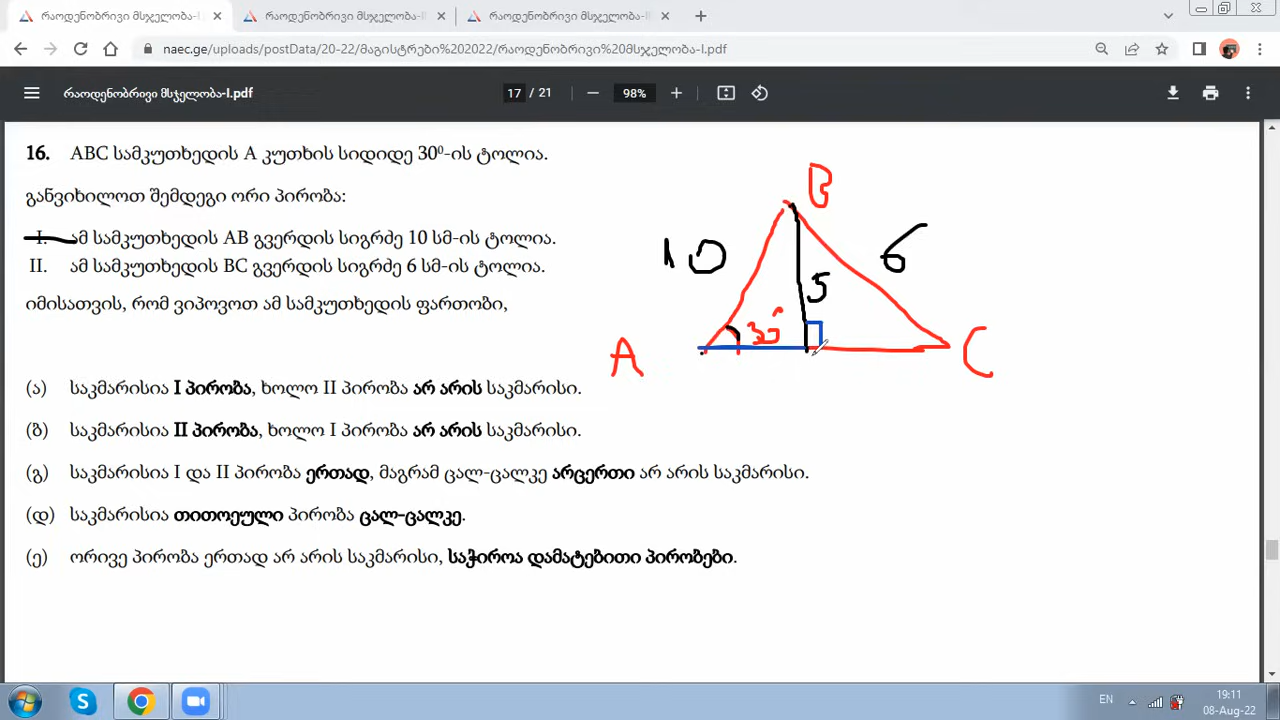 რაოდენობრივი მსჯელობა-I
რაოდენობრივი მსჯელობა-II
რაოდენობრივი მსჯელობა-II
naec.ge/uploads/postData/20-22/მაგისტრები%202022/რაოდენობრივი%20მსჯელობა-I.pdf
რაოდენობრივი მსჯელობა-I.pdf
17 / 21
98%
16. ABC სამკუთხედის A კუთხის სიდიდე 30⁰-ის ტოლია.
განვიხილოთ შემდეგი ორი პირობა:
I. ამ სამკუთხედის AB გვერდის სიგრძე 10 სმ-ის ტოლია.
II. ამ სამკუთხედის BC გვერდის სიგრძე 6 სმ-ის ტოლია.
იმისათვის, რომ ვიპოვოთ ამ სამკუთხედის ფართობი,
B
10
6
5
30°
A
C
(ა) საკმარისია I პირობა, ხოლო II პირობა არ არის საკმარისი.
(ბ) საკმარისია II პირობა, ხოლო I პირობა არ არის საკმარისი.
(გ) საკმარისია I და II პირობა ერთად, მაგრამ ცალ-ცალკე არცერთი არ არის საკმარისი.
(დ) საკმარისია თითოეული პირობა ცალ-ცალკე.
(ე) ორივე პირობა ერთად არ არის საკმარისი, საჭიროა დამატებითი პირობები.
EN
19:11
08-Aug-22